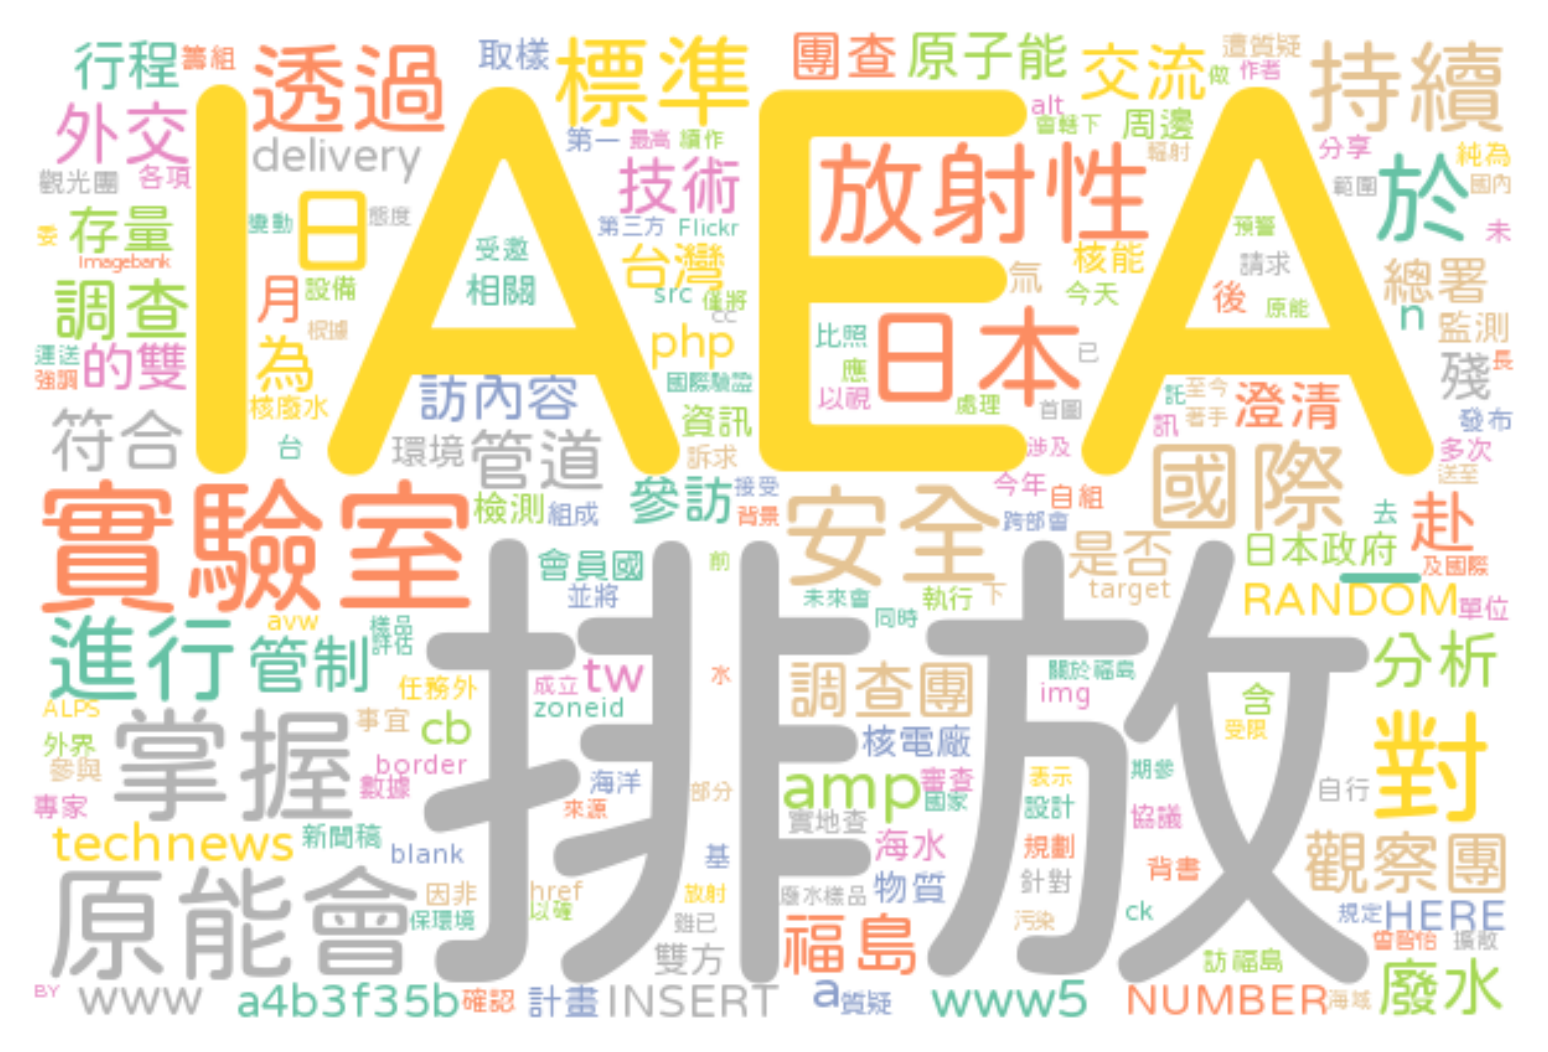 行程 籌組 透過 取樣 標準 團查 原子能 交流 遭質疑 做 作者 持續
外交 IAEA delivery 第一 最高 續作 alt 會轄下 周邊 輻射 分享 純為
觀光團 各項 日 態度 技術 放射性 範圍 於 國內
委 存量 變動 受邀 第三方 Flickr 預警 未
Imagebank 月 設備 相關 台灣 氚 核能 請求 總署
調查 根據 src 僅將 今天 後 原能 n 監測
運送 的雙 為 php cc 比照 日本 已 殘 長
強調 核廢水 訪內容 國際驗證 應 以視 處理 首圖 託 至今 訊 著手 澄清 發布
符合 台 環境 管道 資訊 訴求 涉及 國際 多次 送至
實驗室 檢測 組成 參訪 接受 背景 安全 今年 自組 跨部會 去 赴
會員國 前 是否 日本政府 _ 及國際
avw 並將 排放 未來會 同時 執行 下 target RANDOM 單位
進行 管制 樣品 評估 分析
任務外 成立 tw 水 調查團 關於福島 img 含
ALPS 掌握 事宜 cb zoneid 核電廠 受限 對
外界 參與 border 數據 海洋 部分 amp 審查 國家 表示 期參 自行
專家 來源 實地查 設計 協議
technews 新聞稿 blank 基 海水 規劃 觀察團
原能會 因非 href 以確 放射 廢水樣品 物質 針對 背書
保環境 雖已 福島 污染 ck 規定 HERE
雙方 訪福島 曾智怡 擴散
BY www a4b3f35b 確認 計畫 INSERT a 質疑 www5 NUMBER 海域 廢水